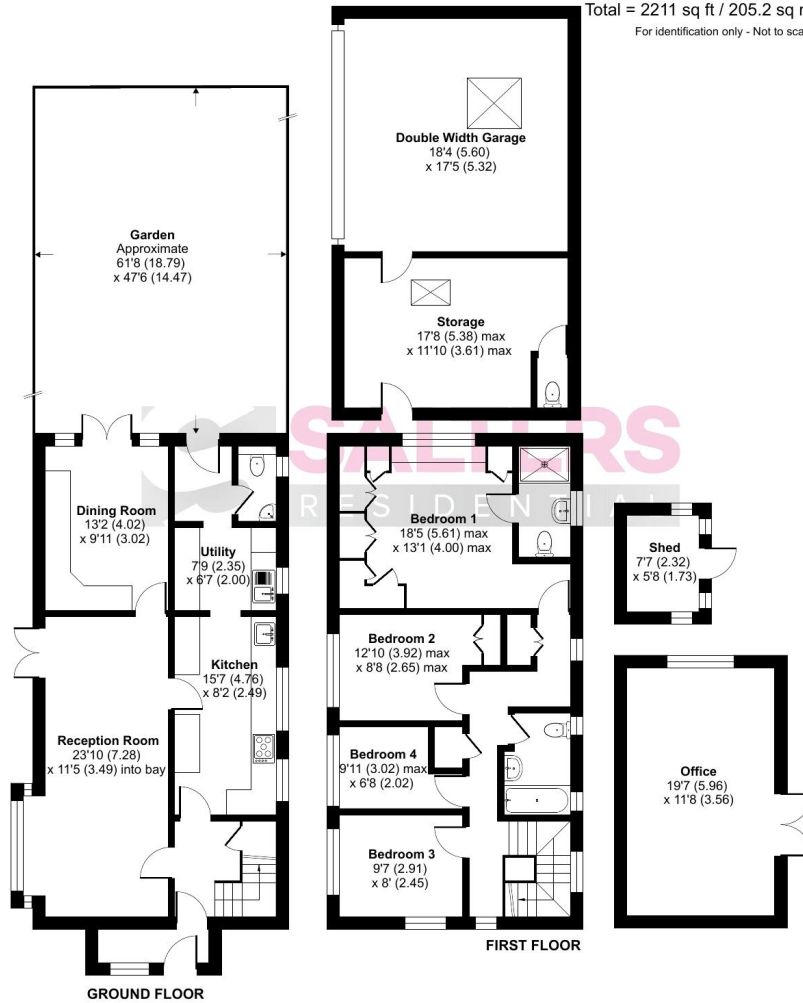 Total = 2211 sq ft / 205.2 sq
For identification only - Not to
Double Width Garage
18'4 (5.60)
x 17'5 (5.32)
Garden
Approximate
61'8 (18.79)
x 47'6 (14.47)
Storage
17'8 (5.38) max
x 11'10 (3.61) max
SALTERS
RESIDENTIAL
Dining Room
13'2 (4.02)
x 9'11 (3.02)
Utility
7'9 (2.35)
x 6'7 (2.00)
Bedroom 1
18'5 (5.61) max
x 13'1 (4.00) max
Shed
7'7 (2.32)
x 5'8 (1.73)
Bedroom 2
12'10 (3.92) max
x 8'8 (2.65) max
Kitchen
15'7 (4.76)
x 8'2 (2.49)
Reception Room
23'10 (7.28)
x 11'5 (3.49) into bay
Bedroom 4
9'11 (3.02) max
x 6'8 (2.02)
Office
19'7 (5.96)
x 11'8 (3.56)
Bedroom 3
9'7 (2.91)
x 8' (2.45)
FIRST FLOOR
GROUND FLOOR